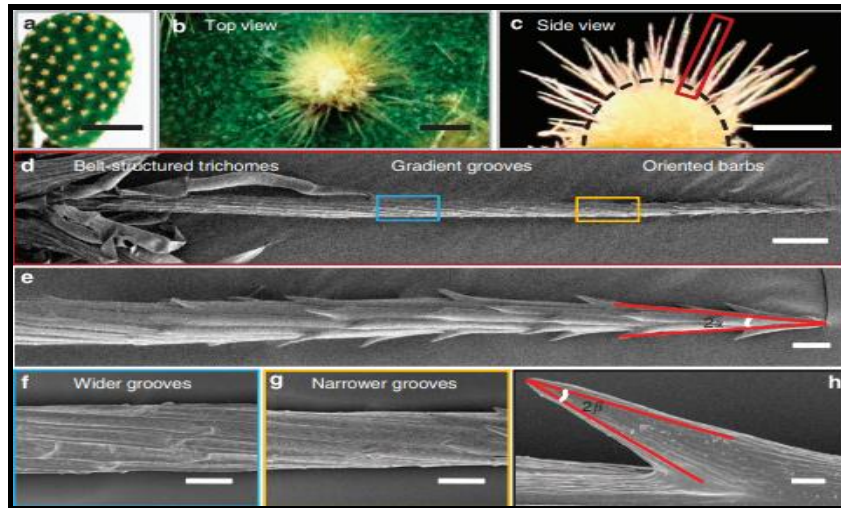 a
b Top view
c Side view
d Belt-structured trichomes Gradient grooves Oriented barbs
e
2α
f Wider grooves
g Narrower grooves
h
2β